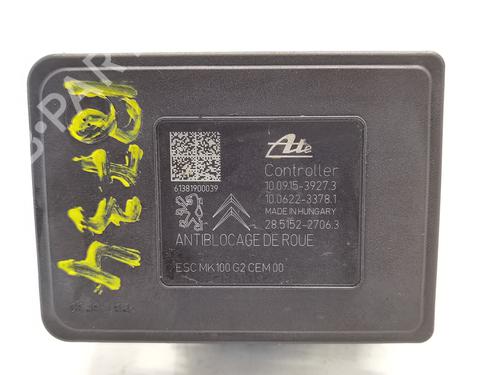 Ate
Controller
10.0915-3927.3
10.0622-3378.1
MADE IN HUNGARY
28.5152-2706.3
61381900039
ANTIBLOCAGE DE ROUE
ESC MK100 G2 CEM 00